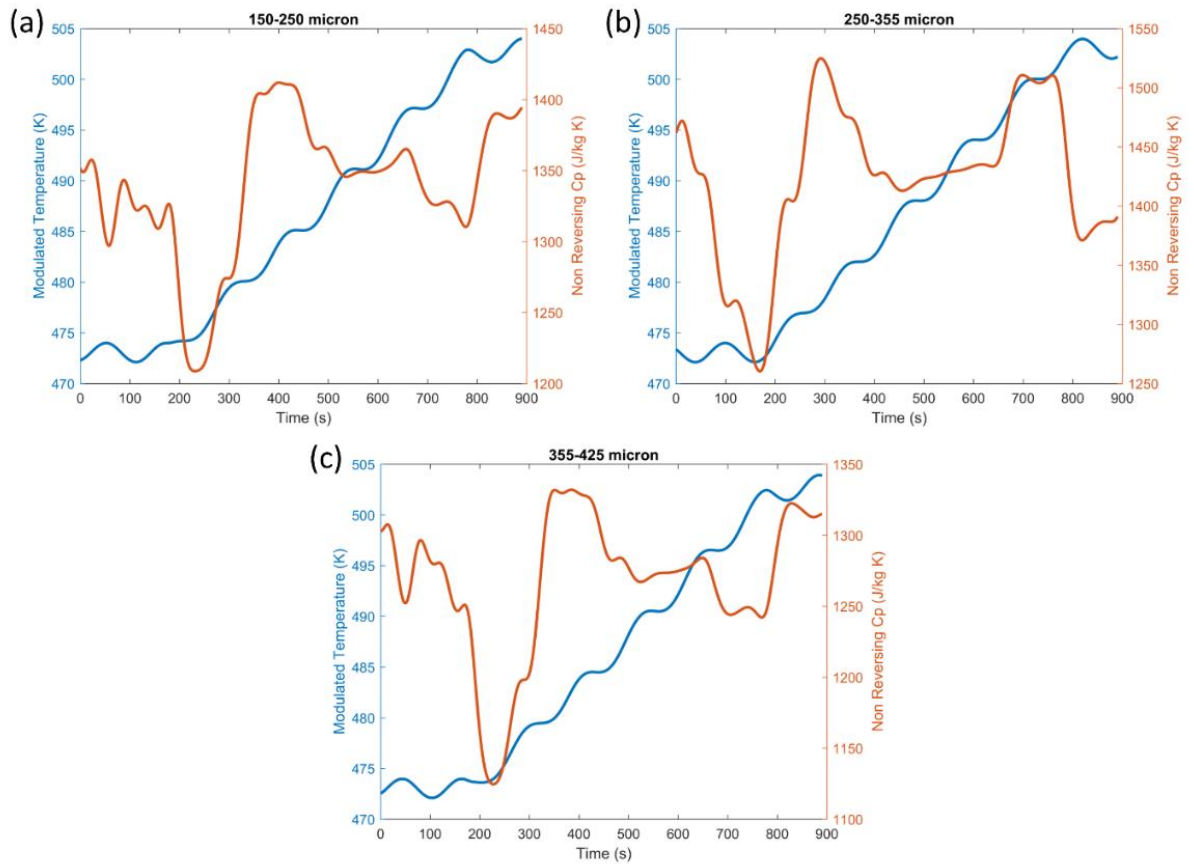 (a)
150-250 micron
Modulated Temperature (K)
505
500
495
490
485
480
475
470
1450
1400
1350
1300
1250
1200
Non Reversing Cp (J/kg K)
0 100 200 300 400 500 600 700 800 900
Time (s)
(b)
250-355 micron
Modulated Temperature (K)
505
500
495
490
485
480
475
470
1550
1500
1450
1400
1350
1300
1250
Non Reversing Cp (J/kg K)
0 100 200 300 400 500 600 700 800 900
Time (s)
(c)
355-425 micron
Modulated Temperature (K)
505
500
495
490
485
480
475
470
1350
1300
1250
1200
1150
1100
Non Reversing Cp (J/kg K)
0 100 200 300 400 500 600 700 800 900
Time (s)